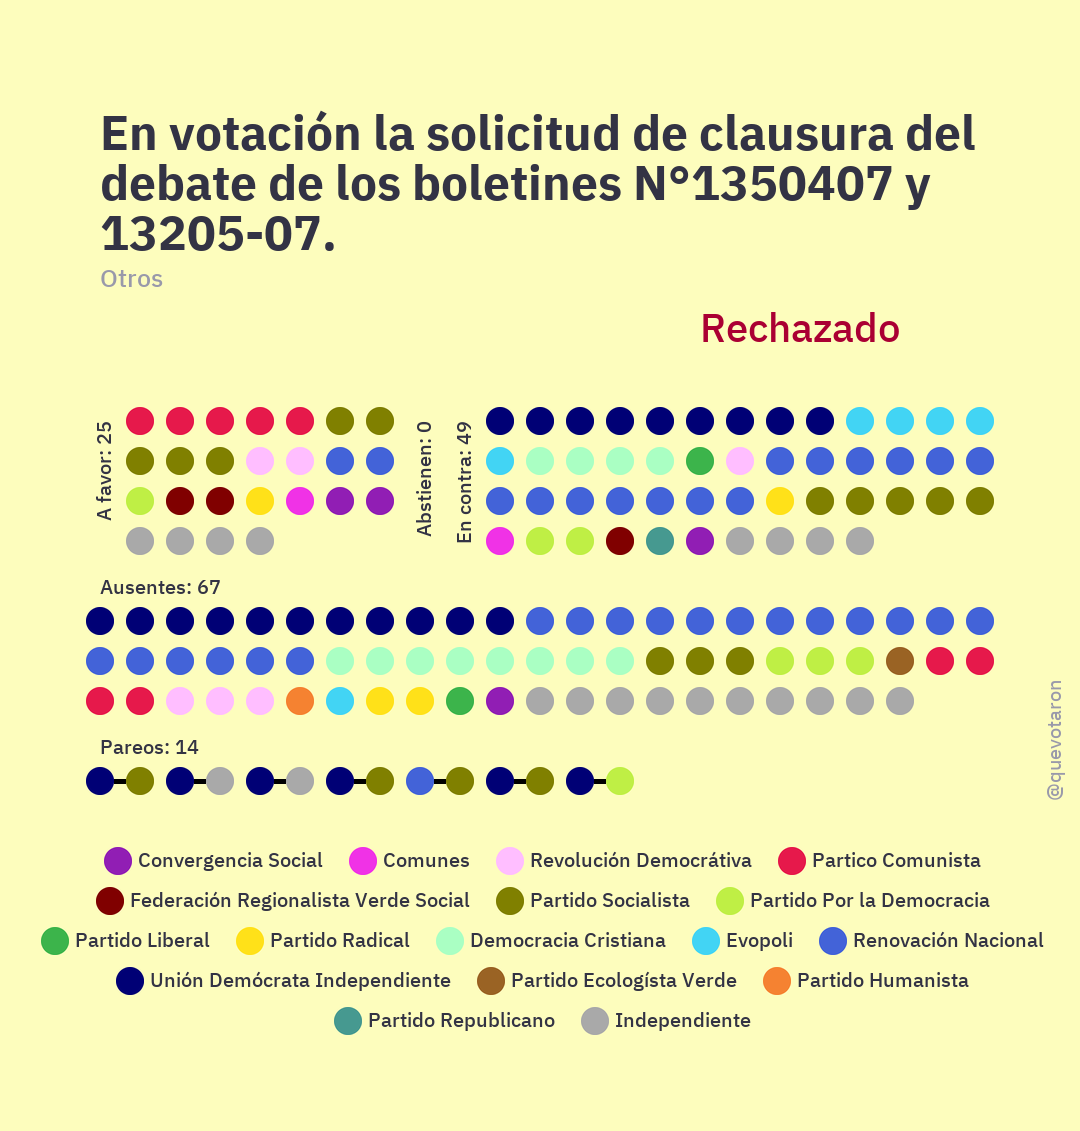 En votación la solicitud de clausura del
debate de los boletines N°1350407 y
13205-07.
Otros
Rechazado
A favor: 25
Abstienen: 0
En contra: 49
Ausentes: 67
Pareos: 14
@quevotaron
Convergencia Social Comunes Revolución Democrátiva Partico Comunista
Federación Regionalista Verde Social Partido Socialista Partido Por la Democracia
Partido Liberal Partido Radical Democracia Cristiana Evopoli Renovación Nacional
Unión Demócrata Independiente Partido Ecologísta Verde Partido Humanista
Partido Republicano Independiente